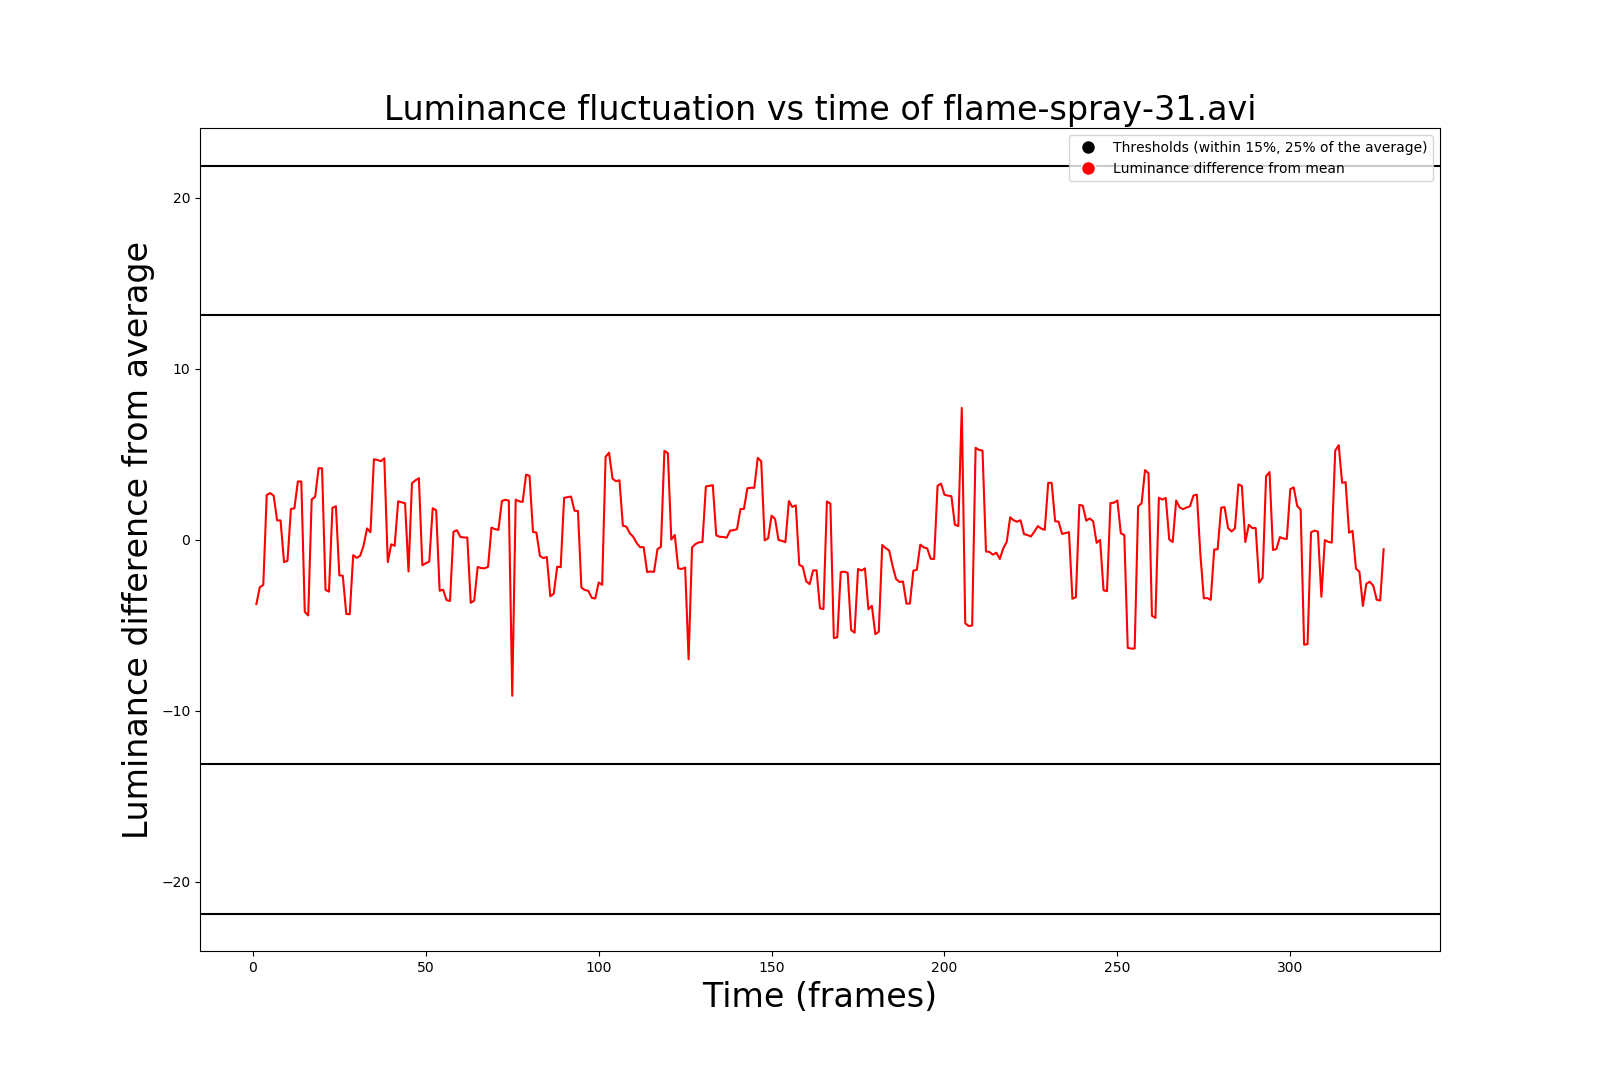 Luminance fluctuation vs time of flame-spray-31.avi
Thresholds (within 15%, 25% of the average)
Luminance difference from mean
Luminance difference from average
20
10
0
−10
−20
0 50 100 150 200 250 300
Time (frames)